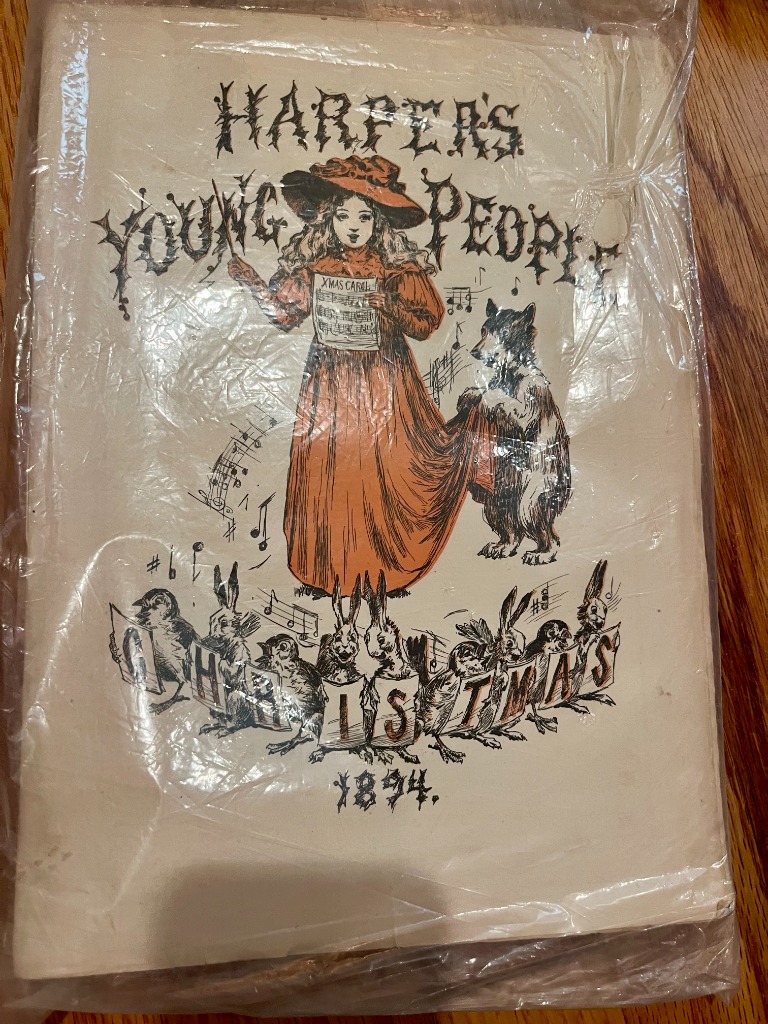 HARPER'S
YOUNG PEOPLE
XMAS CAROL
CHRISTMAS
1894.